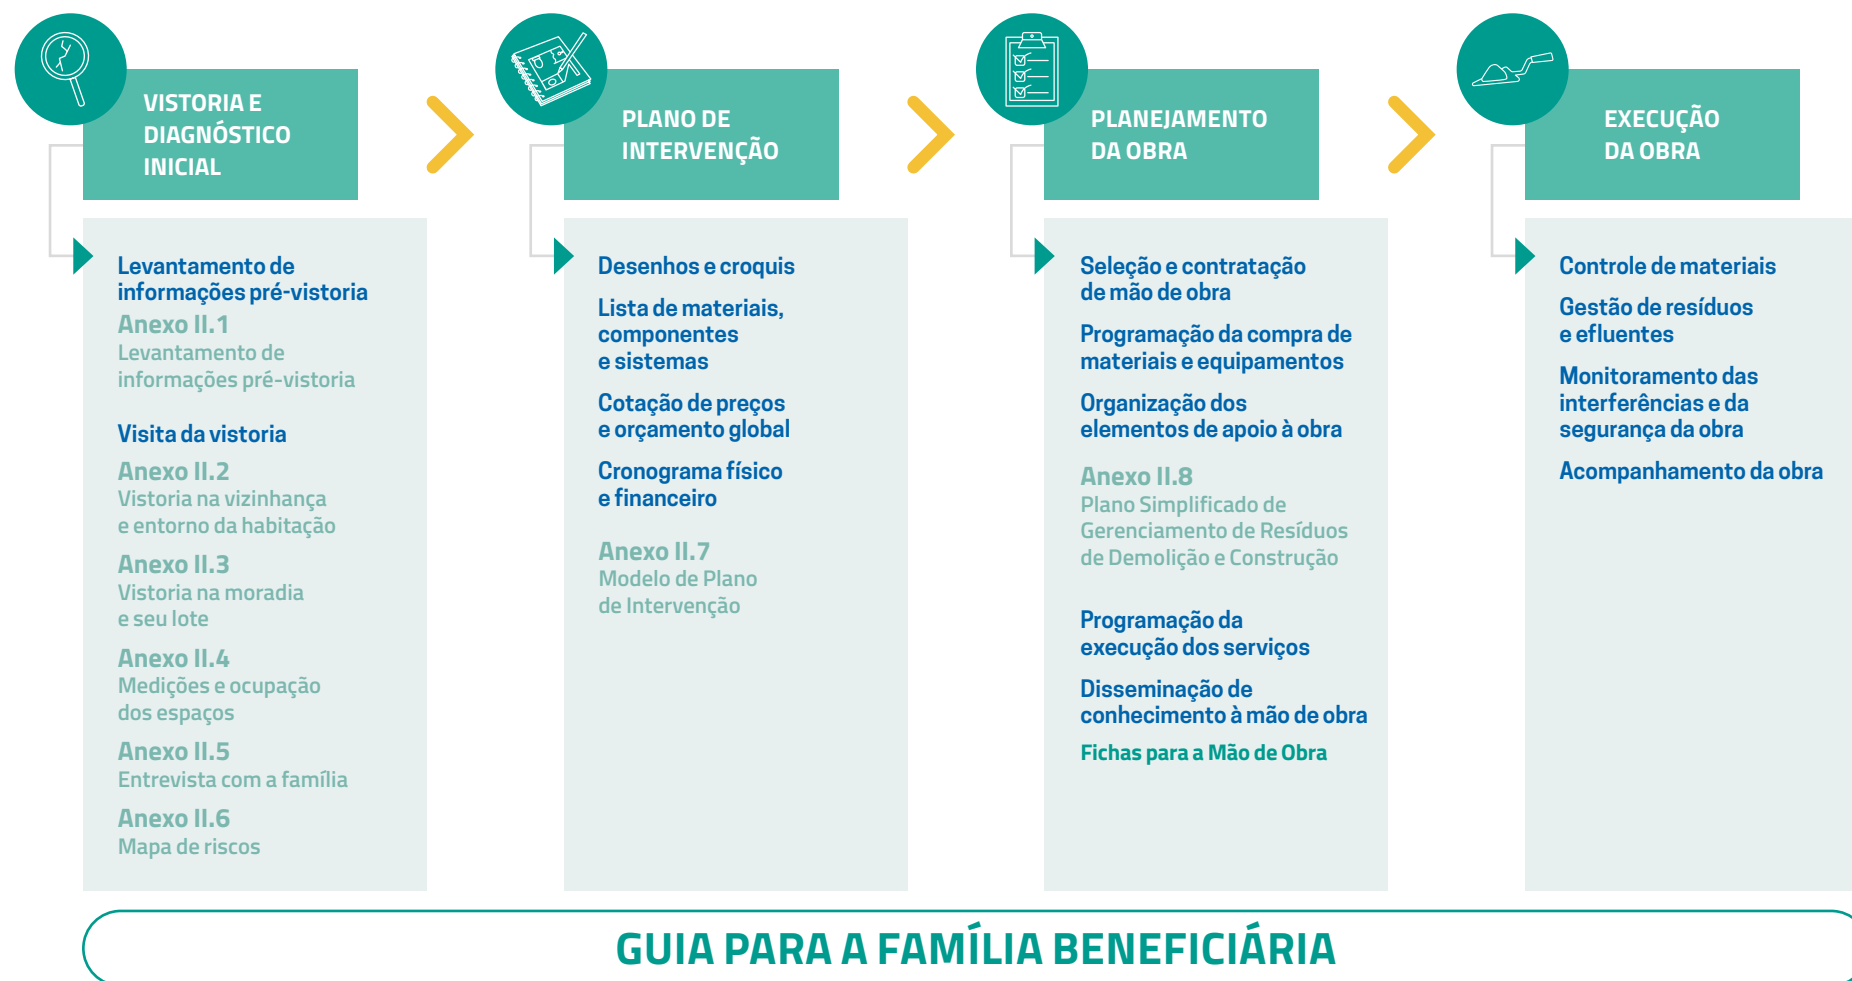 VISTORIA E
DIAGNÓSTICO
INICIAL
Levantamento de
informações pré-vistoria
Anexo II.1
Levantamento de
informações pré-vistoria
Visita da vistoria
Anexo II.2
Vistoria na vizinhança
e entorno da habitação
Anexo II.3
Vistoria na moradia
e seu lote
Anexo II.4
Medições e ocupação
dos espaços
Anexo II.5
Entrevista com a família
Anexo II.6
Mapa de riscos
PLANO DE
INTERVENÇÃO
Desenhos e croquis
Lista de materiais,
componentes
e sistemas
Cotação de preços
e orçamento global
Cronograma físico
e financeiro
Anexo II.7
Modelo de Plano
de Intervenção
PLANEJAMENTO
DA OBRA
Seleção e contratação
de mão de obra
Programação da compra de
materiais e equipamentos
Organização dos
elementos de apoio à obra
Anexo II.8
Plano Simplificado de
Gerenciamento de Resíduos
de Demolição e Construção
Programação da
execução dos serviços
Disseminação de
conhecimento à mão de obra
Fichas para a Mão de Obra
EXECUÇÃO
DA OBRA
Controle de materiais
Gestão de resíduos
e efluentes
Monitoramento das
interferências e da
segurança da obra
Acompanhamento da obra
GUIA PARA A FAMÍLIA BENEFICIÁRIA